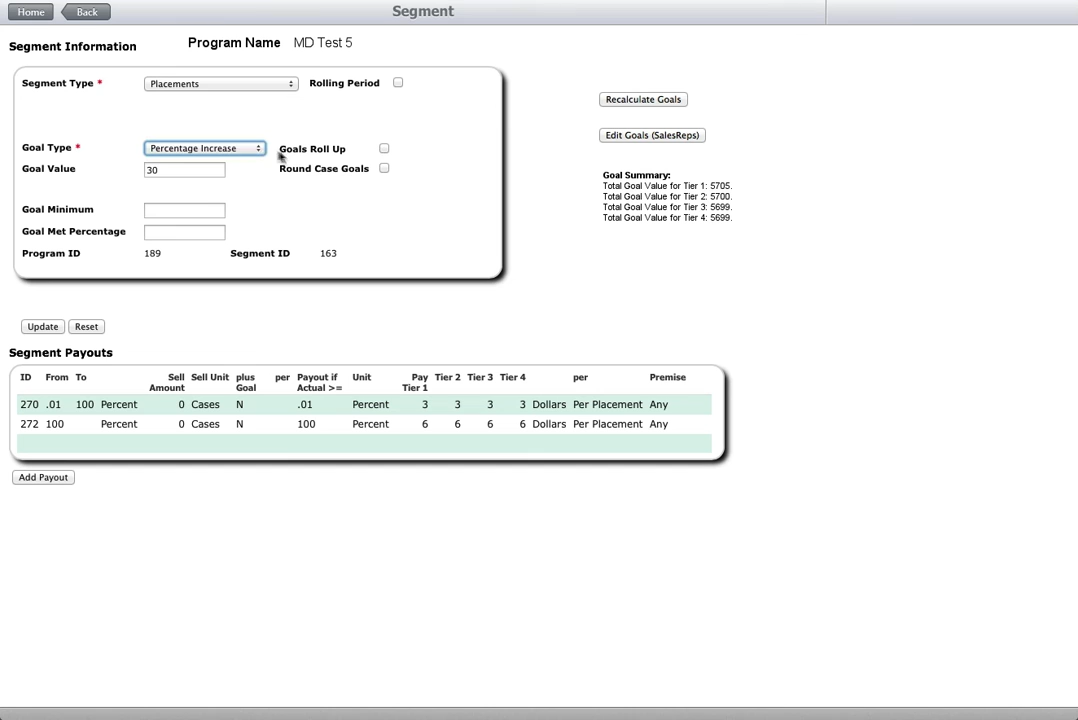 Home Back Segment
Segment Information Program Name MD Test 5
Segment Type * Placements Rolling Period
Recalculate Goals
Edit Goals (SalesReps)
Goal Type * Percentage Increase Goals Roll Up
Goal Value 30 Round Case Goals
Goal Summary:
Total Goal Value for Tier 1: 5705.
Total Goal Value for Tier 2: 5700.
Total Goal Value for Tier 3: 5699.
Total Goal Value for Tier 4: 5699.
Goal Minimum
Goal Met Percentage
Program ID 189 Segment ID 163
Update Reset
Segment Payouts
ID From To Sell Sell Unit plus per Payout if Unit Pay Tier 2 Tier 3 Tier 4 per Premise
Amount Goal Actual >= Tier 1
270 .01 100 Percent 0 Cases N .01 Percent 3 3 3 3 Dollars Per Placement Any
272 100 Percent 0 Cases N 100 Percent 6 6 6 6 Dollars Per Placement Any
Add Payout